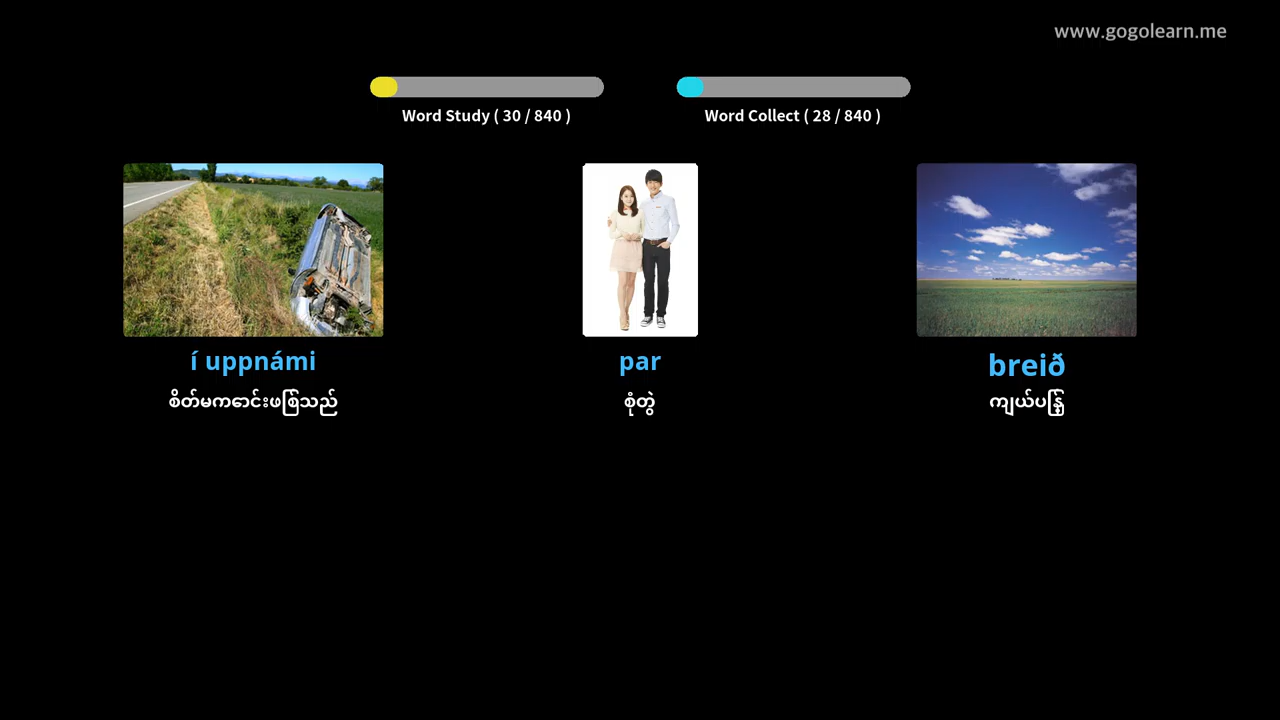 www.gogolearn.me
Word Study ( 30 / 840 )
Word Collect ( 28 / 840 )
í uppnámi
par
breið
စိတ်မကောင်းဖြစ်သည်
စုံတွဲ
ကျယ်ပြန့်